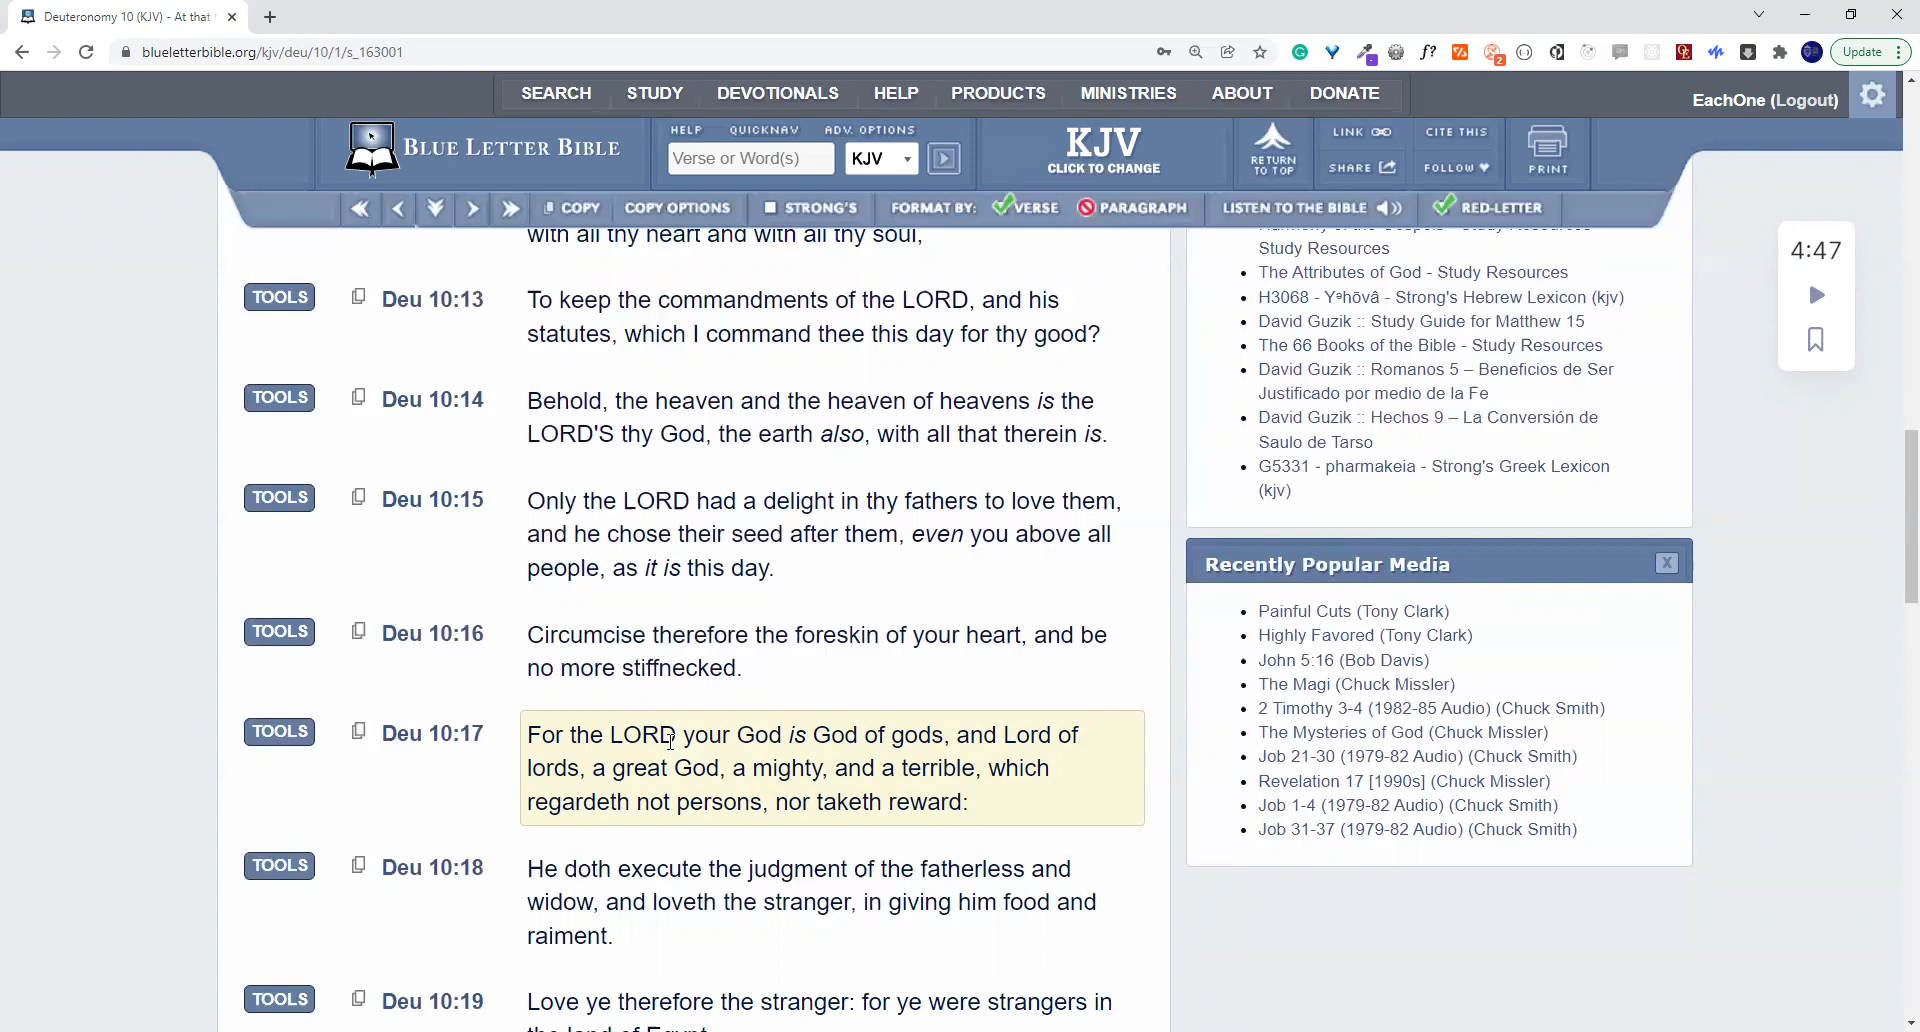 Deuteronomy 10 (KJV) - At that
blueletterbible.org/kjv/deu/10/1/s_163001
Update
SEARCH STUDY DEVOTIONALS HELP PRODUCTS MINISTRIES ABOUT DONATE
EachOne (Logout)
BLUE LETTER BIBLE
HELP QUICKNAV ADV. OPTIONS
Verse or Word(s) KJV
KJV
CLICK TO CHANGE
RETURN
TO TOP
LINK CITE THIS
SHARE FOLLOW
PRINT
COPY COPY OPTIONS STRONG'S FORMAT BY: VERSE PARAGRAPH LISTEN TO THE BIBLE RED-LETTER
with all thy heart and with all thy soul,
TOOLS Deu 10:13 To keep the commandments of the LORD, and his
statutes, which I command thee this day for thy good?
TOOLS Deu 10:14 Behold, the heaven and the heaven of heavens is the
LORD'S thy God, the earth also, with all that therein is.
TOOLS Deu 10:15 Only the LORD had a delight in thy fathers to love them,
and he chose their seed after them, even you above all
people, as it is this day.
TOOLS Deu 10:16 Circumcise therefore the foreskin of your heart, and be
no more stiffnecked.
TOOLS Deu 10:17 For the LORD your God is God of gods, and Lord of
lords, a great God, a mighty, and a terrible, which
regardeth not persons, nor taketh reward:
TOOLS Deu 10:18 He doth execute the judgment of the fatherless and
widow, and loveth the stranger, in giving him food and
raiment.
TOOLS Deu 10:19 Love ye therefore the stranger: for ye were strangers in
the land of Egypt
Harmony of the Gospels - Study Resources
Study Resources
The Attributes of God - Study Resources
H3068 - Yᵊhōvâ - Strong's Hebrew Lexicon (kjv)
David Guzik :: Study Guide for Matthew 15
The 66 Books of the Bible - Study Resources
David Guzik :: Romanos 5 – Beneficios de Ser
Justificado por medio de la Fe
David Guzik :: Hechos 9 – La Conversión de
Saulo de Tarso
G5331 - pharmakeia - Strong's Greek Lexicon
(kjv)
Recently Popular Media
X
Painful Cuts (Tony Clark)
Highly Favored (Tony Clark)
John 5:16 (Bob Davis)
The Magi (Chuck Missler)
2 Timothy 3-4 (1982-85 Audio) (Chuck Smith)
The Mysteries of God (Chuck Missler)
Job 21-30 (1979-82 Audio) (Chuck Smith)
Revelation 17 [1990s] (Chuck Missler)
Job 1-4 (1979-82 Audio) (Chuck Smith)
Job 31-37 (1979-82 Audio) (Chuck Smith)
4:47